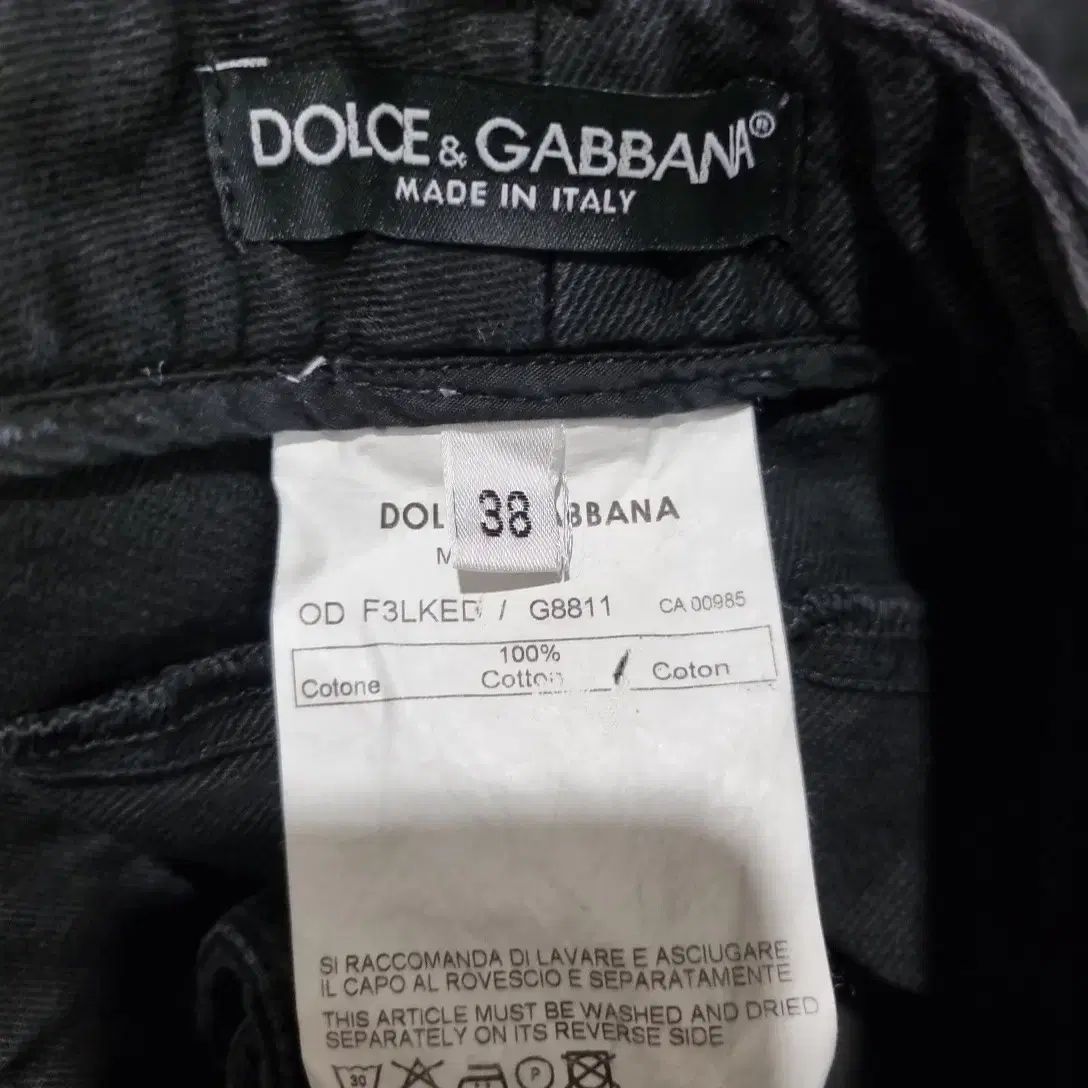 DOLCE & GABBANA®
MADE IN ITALY
38
DOL BBANA
M
OD F3LKED / G8811 CA 00985
100%
Cotone Cotton / Coton
SI RACCOMANDA DI LAVARE E ASCIUGARE
IL CAPO AL ROVESCIO E SEPARATAMENTE
THIS ARTICLE MUST BE WASHED AND DRIED
SEPARATELY ON ITS REVERSE SIDE
30 P